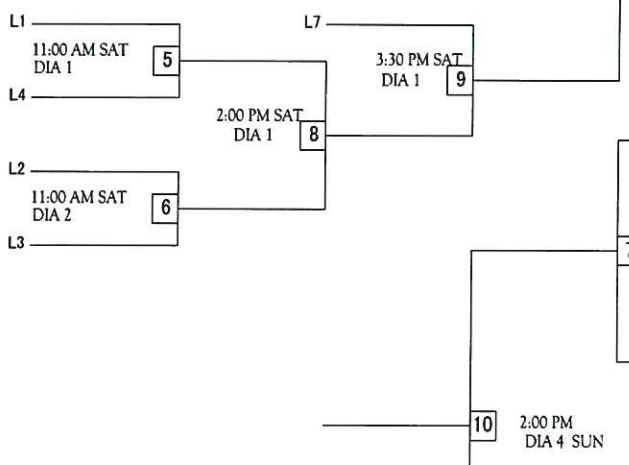 L1
11:00 AM SAT
DIA 1
5
L4
L7
3:30 PM SAT
DIA 1
9
2:00 PM SAT
DIA 1
8
L2
11:00 AM SAT
DIA 2
6
L3
10
2:00 PM
DIA 4 SUN